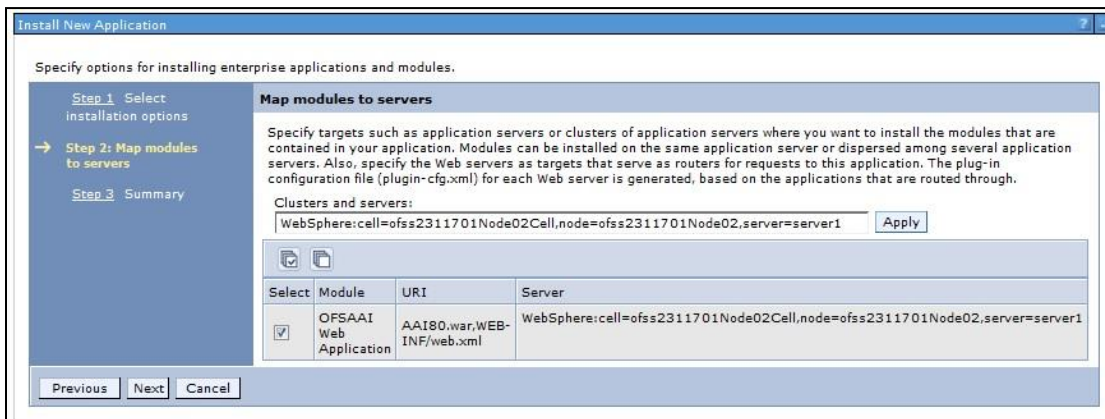 Install New Application
?
Specify options for installing enterprise applications and modules.
Step 1 Select
installation options
Step 2: Map modules
to servers
Step 3 Summary
Map modules to servers
Specify targets such as application servers or clusters of application servers where you want to install the modules that are
contained in your application. Modules can be installed on the same application server or dispersed among several application
servers. Also, specify the Web servers as targets that serve as routers for requests to this application. The plug-in
configuration file (plugin-cfg.xml) for each Web server is generated, based on the applications that are routed through.
Clusters and servers:
WebSphere:cell=ofss2311701Node02Cell,node=ofss2311701Node02,server=server1 Apply
Select Module URI Server
OFSAAI
Web
Application
AAI80.war,WEB-
INF/web.xml
WebSphere:cell=ofss2311701Node02Cell,node=ofss2311701Node02,server=server1
Previous Next Cancel